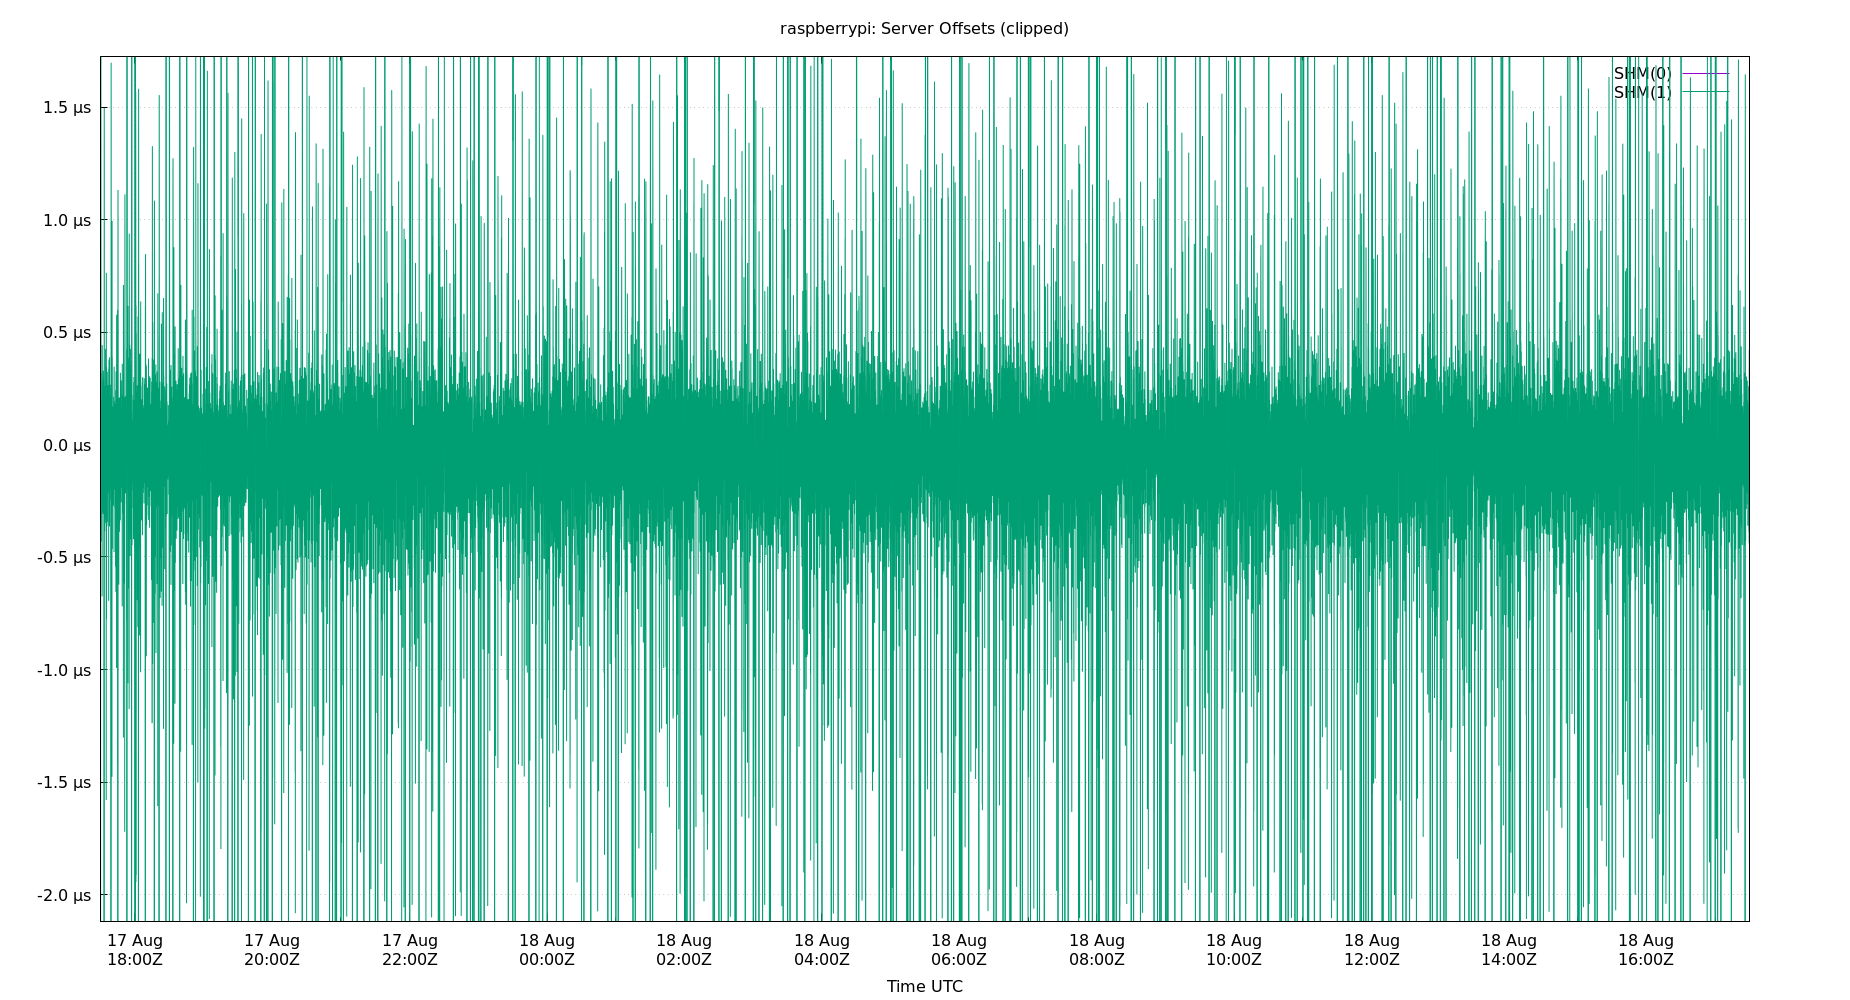 raspberrypi: Server Offsets (clipped)
SHM(0)
SHM(1)
1.5 µs
1.0 µs
0.5 µs
0.0 µs
-0.5 µs
-1.0 µs
-1.5 µs
-2.0 µs
17 Aug 17 Aug 17 Aug 18 Aug 18 Aug 18 Aug 18 Aug 18 Aug 18 Aug 18 Aug 18 Aug 18 Aug
18:00Z 20:00Z 22:00Z 00:00Z 02:00Z 04:00Z 06:00Z 08:00Z 10:00Z 12:00Z 14:00Z 16:00Z
Time UTC